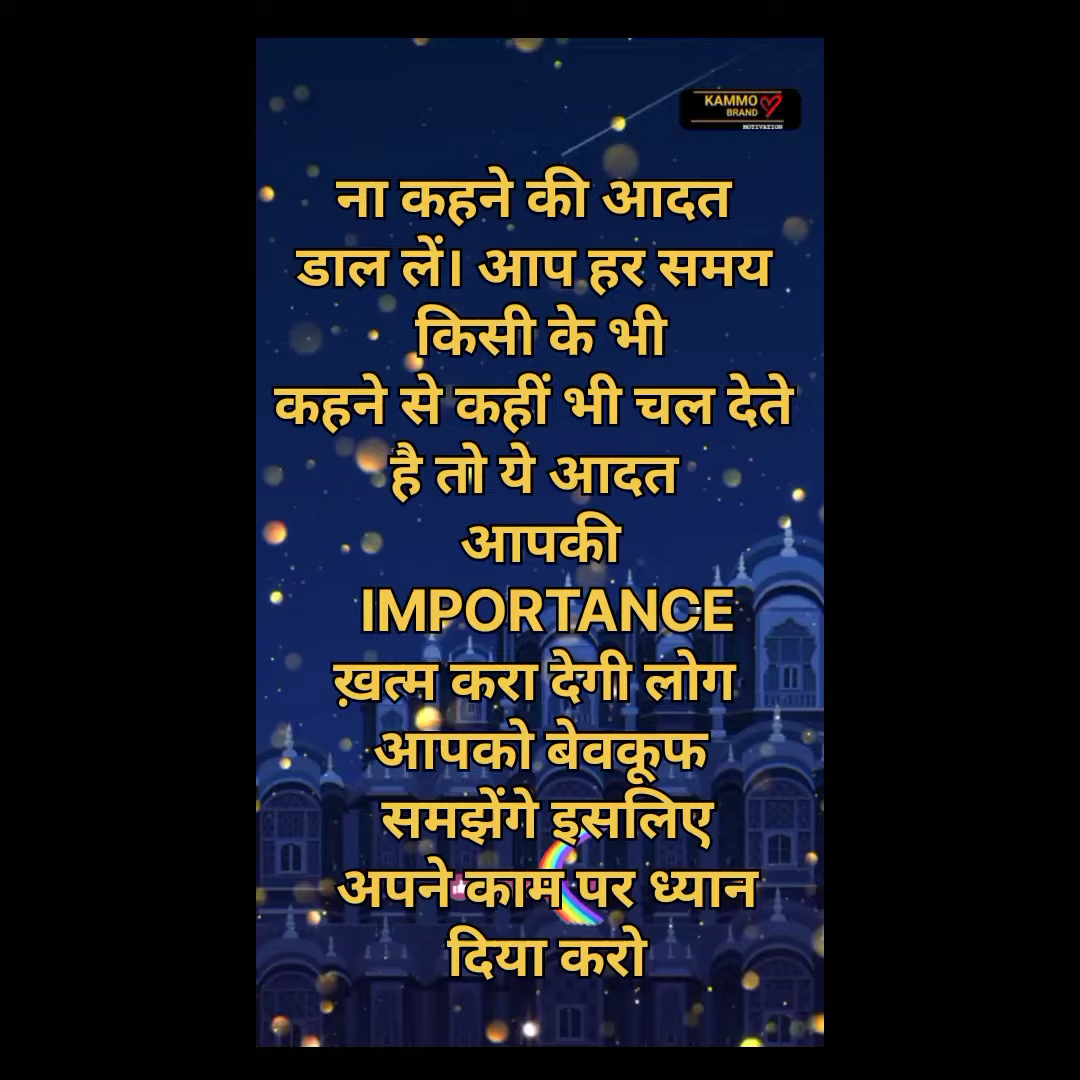 KAMMO
BRAND
MOTIVATION
ना कहने की आदत
डाल लें। आप हर समय
किसी के भी
कहने से कहीं भी चल देते
है तो ये आदत
आपकी
IMPORTANCE
ख़त्म करा देगी लोग
आपको बेवकूफ
समझेंगे इसलिए
अपने काम पर ध्यान
दिया करो